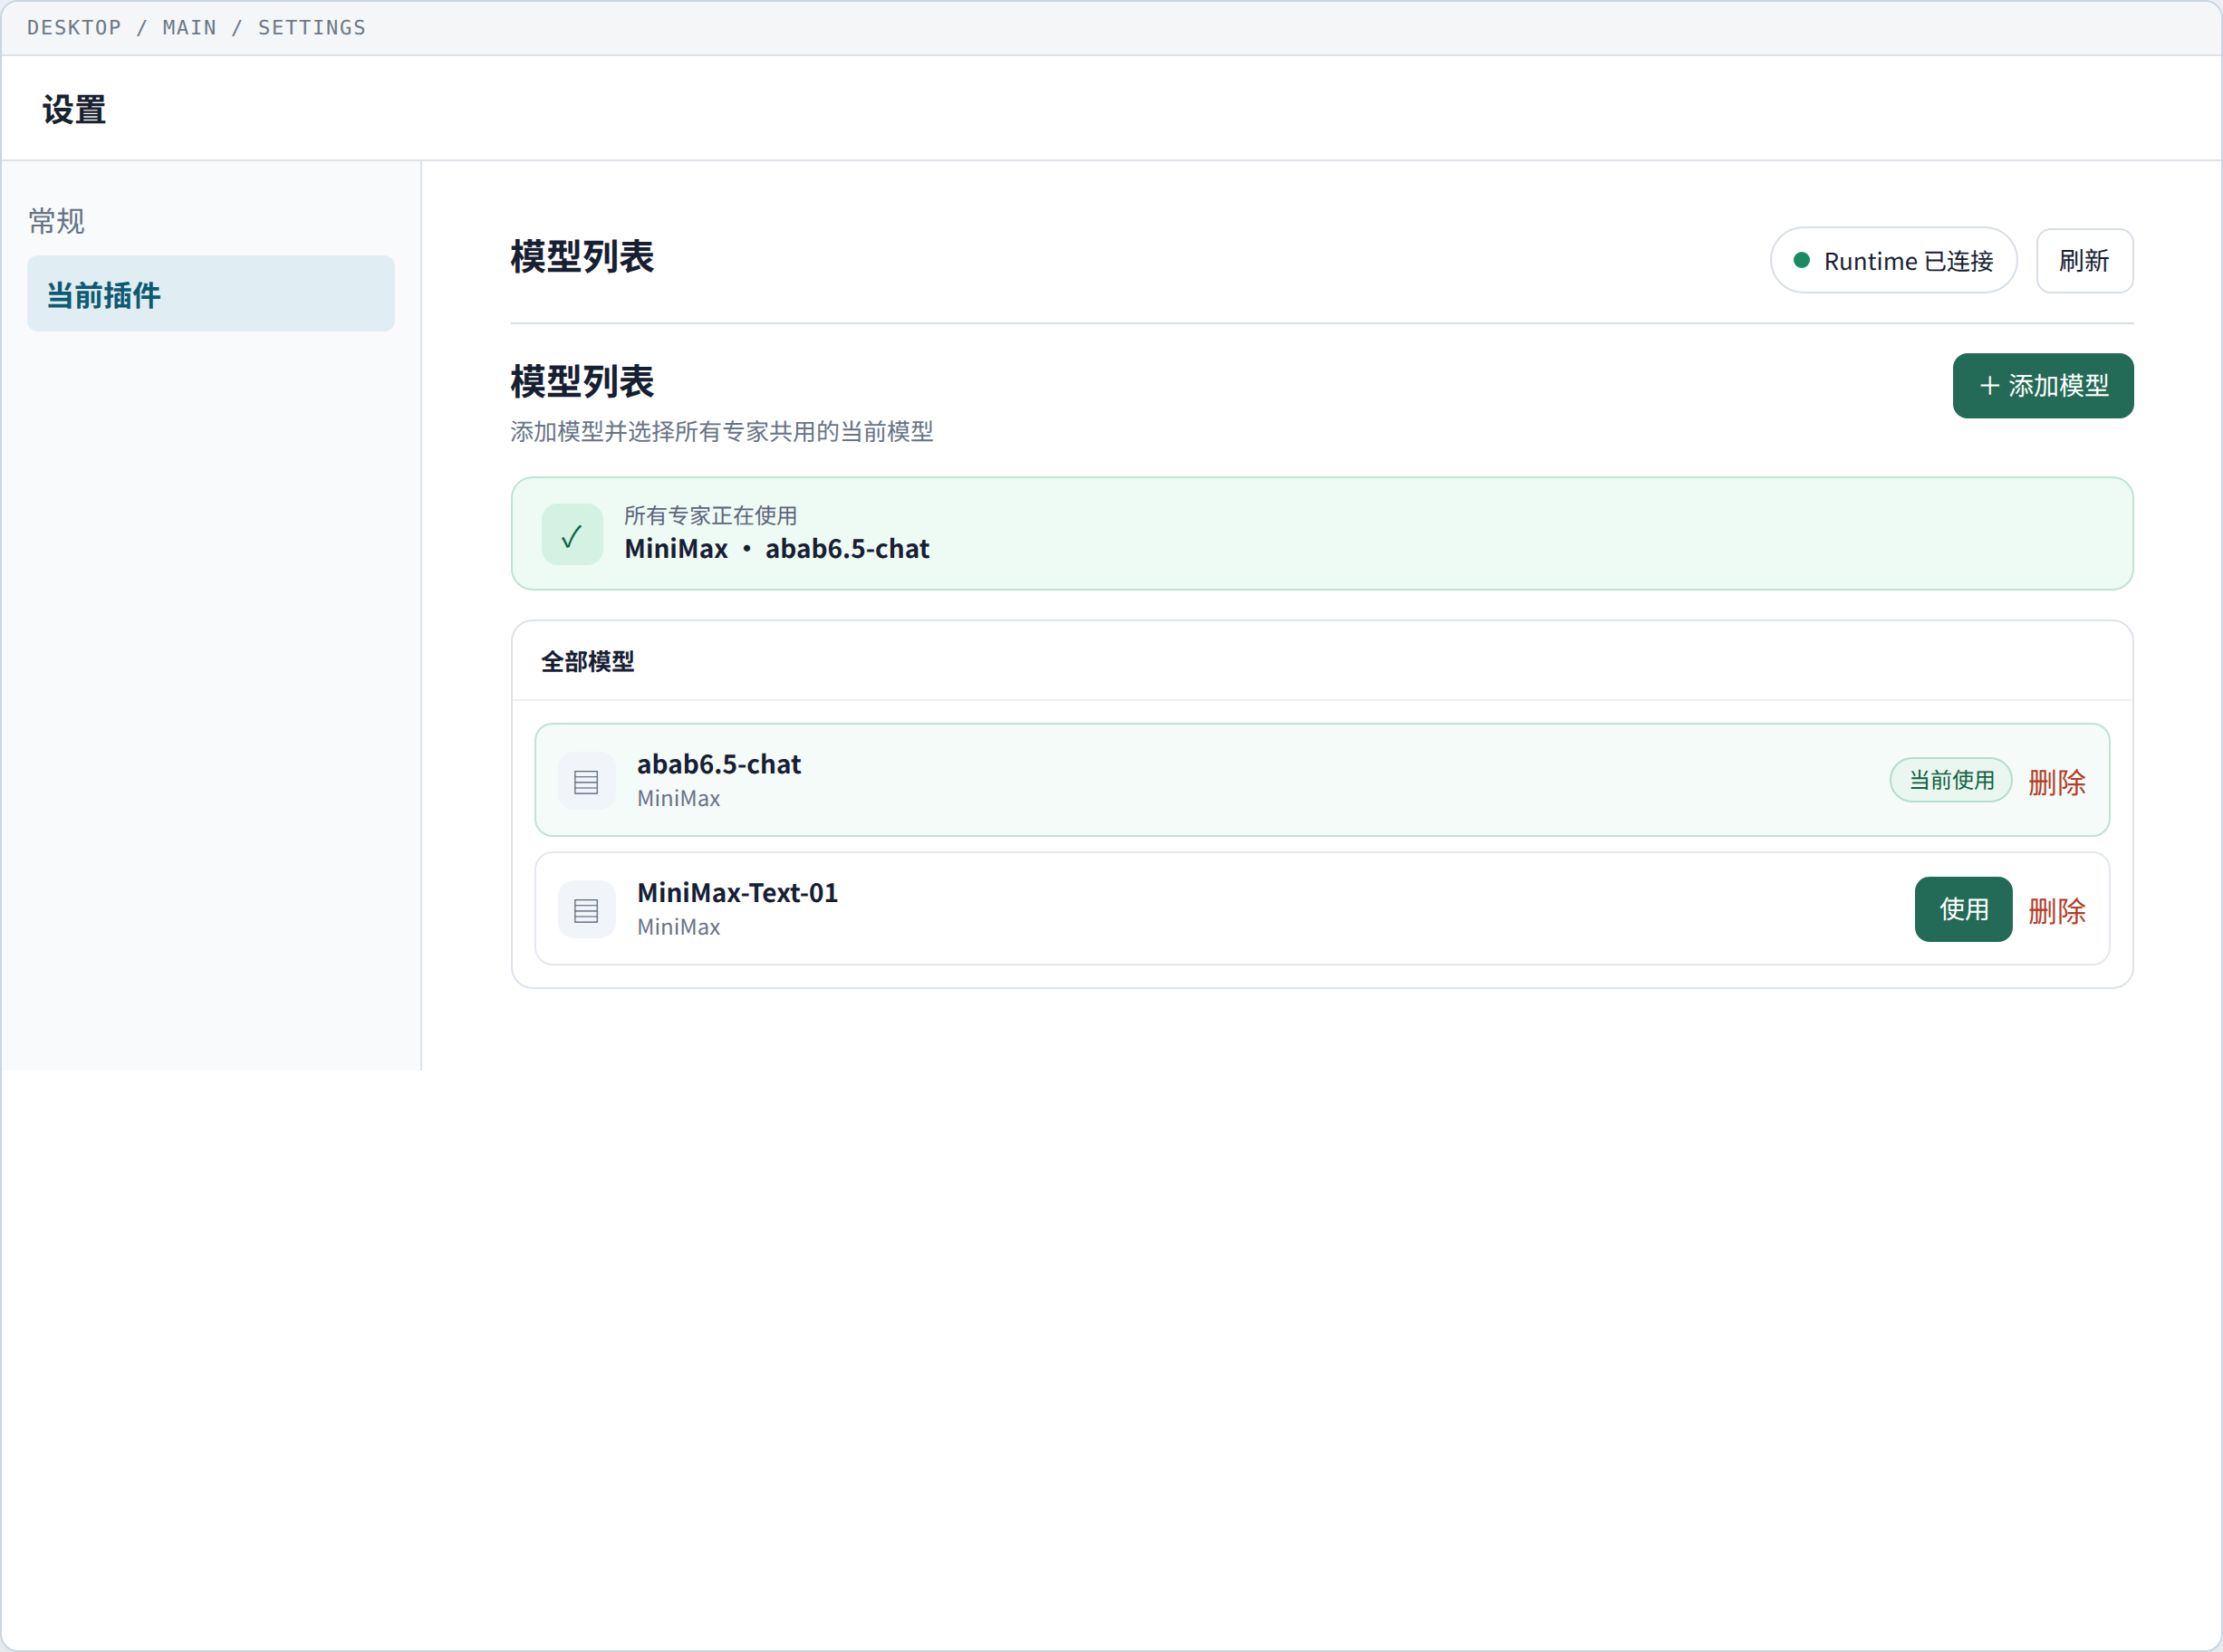 DESKTOP / MAIN / SETTINGS
设置
常规
当前插件
模型列表
Runtime 已连接
刷新
模型列表
添加模型并选择所有专家共用的当前模型
＋ 添加模型
✓
所有专家正在使用
MiniMax · abab6.5-chat
全部模型
abab6.5-chat
MiniMax
当前使用
删除
MiniMax-Text-01
MiniMax
使用
删除